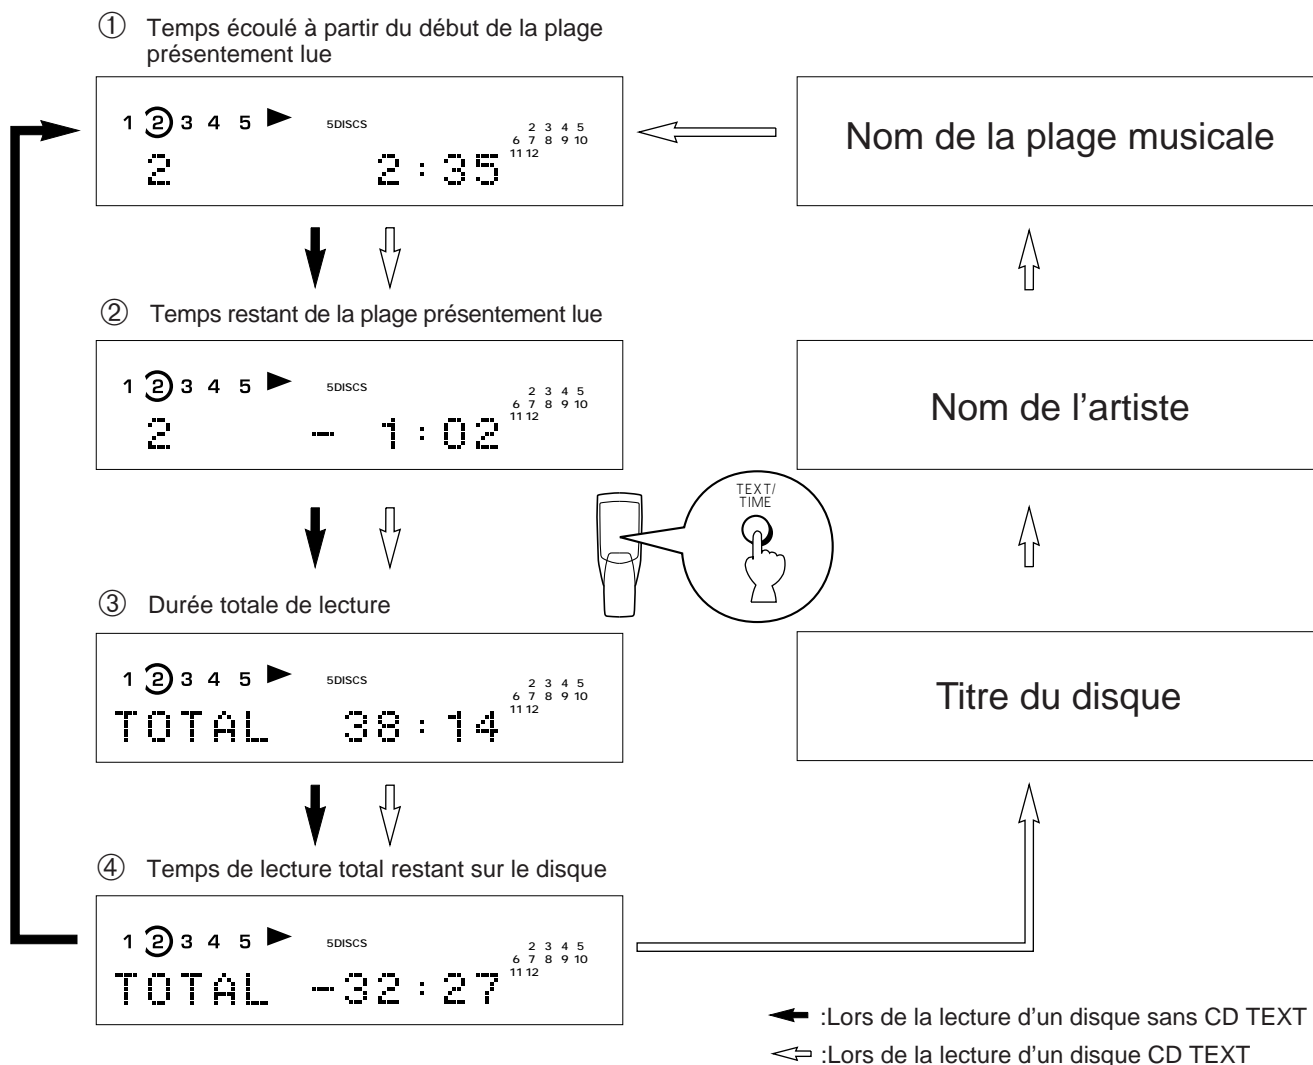 ① Temps écoulé à partir du début de la plage
présentement lue
1 2 3 4 5 5DISCS
2 3 4 5
6 7 8 9 10
11 12
2 2:35
Nom de la plage musicale
② Temps restant de la plage présentement lue
1 2 3 4 5 5DISCS
2 3 4 5
6 7 8 9 10
11 12
2 - 1:02
Nom de l’artiste
TEXT/
TIME
③ Durée totale de lecture
1 2 3 4 5 5DISCS
2 3 4 5
6 7 8 9 10
11 12
TOTAL 38:14
Titre du disque
④ Temps de lecture total restant sur le disque
1 2 3 4 5 5DISCS
2 3 4 5
6 7 8 9 10
11 12
TOTAL -32:27
:Lors de la lecture d’un disque sans CD TEXT
:Lors de la lecture d’un disque CD TEXT